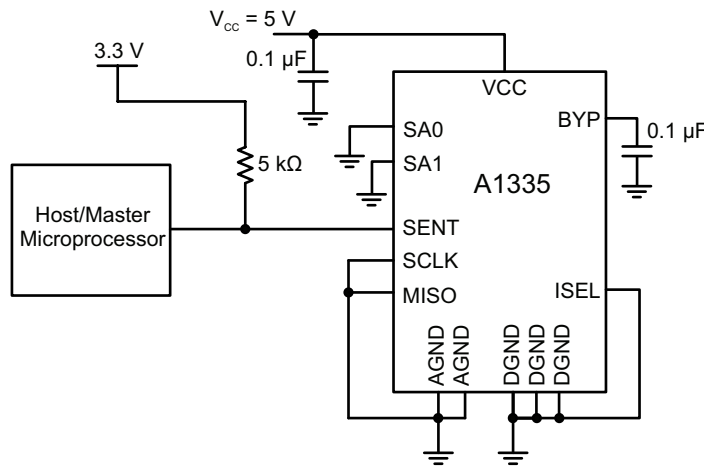 V_CC = 5 V
3.3 V
0.1 µF
VCC
BYP
0.1 µF
SA0
SA1
5 kΩ
A1335
Host/Master
Microprocessor
SENT
SCLK
MISO
ISEL
AGND
AGND
DGND
DGND
DGND